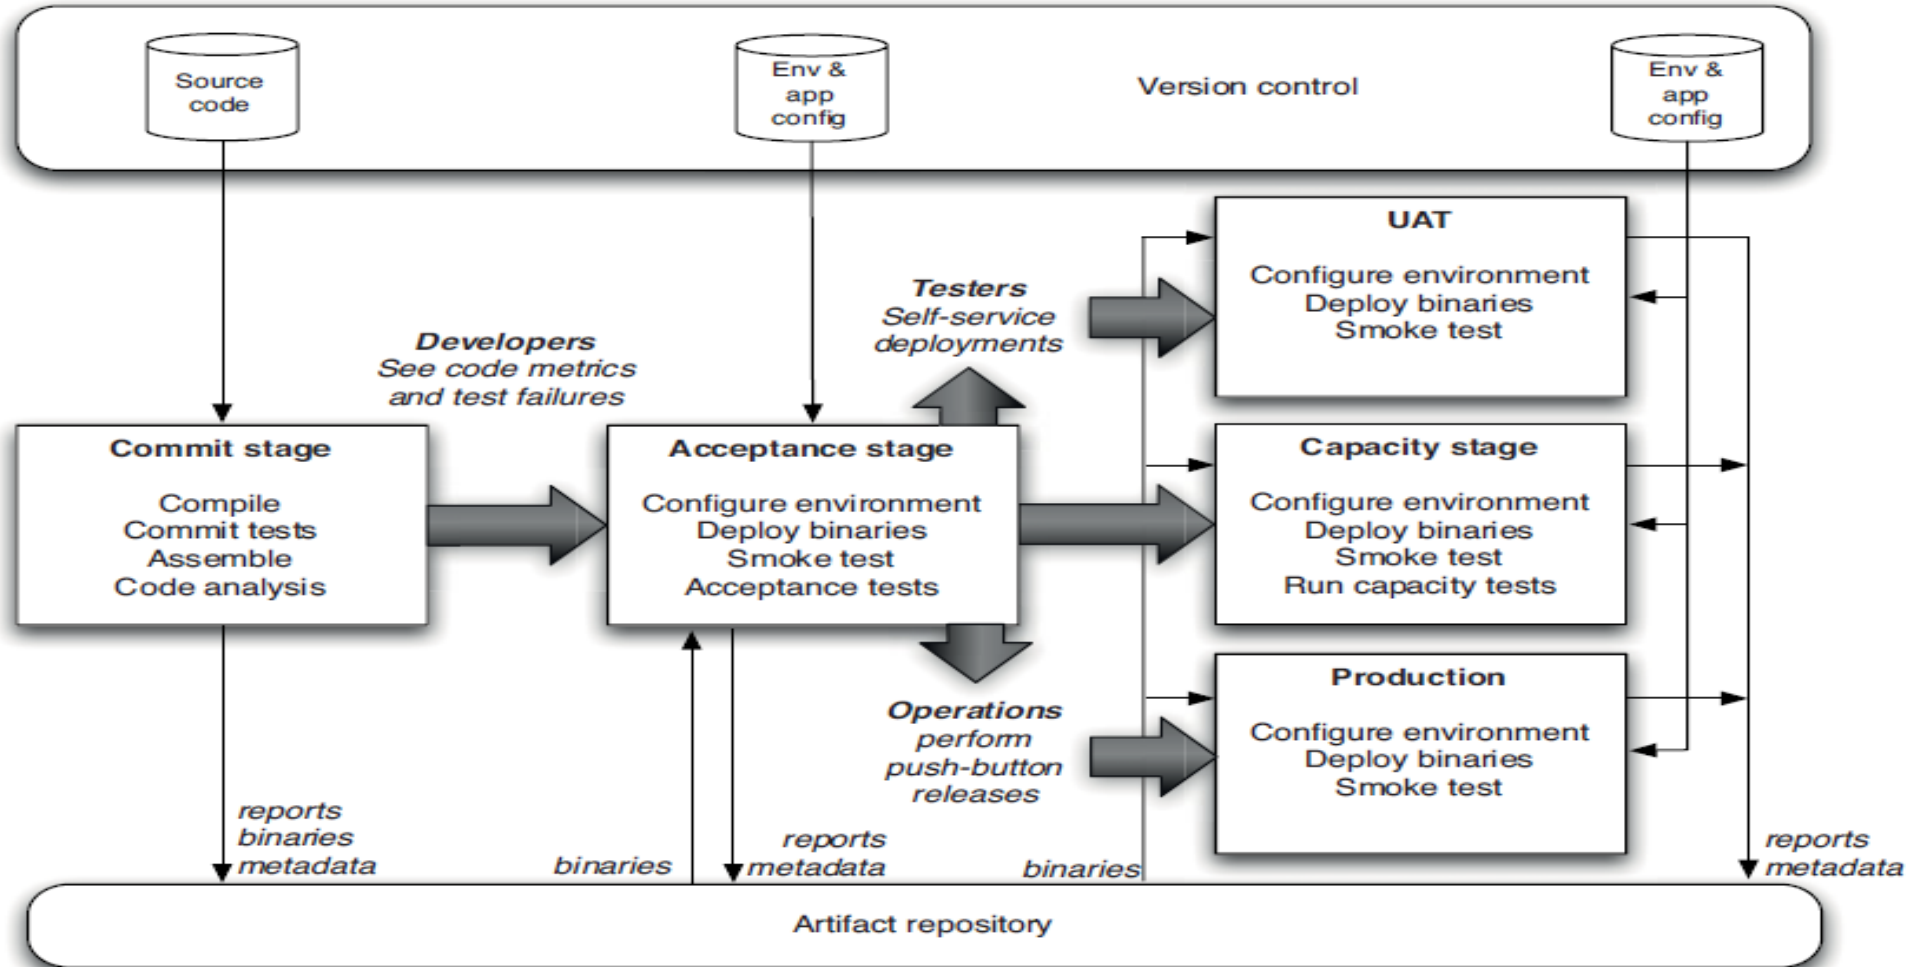 Source
code
Env &
app
config
Version control
Env &
app
config
UAT
Configure environment
Deploy binaries
Smoke test
Testers
Self-service
deployments
Developers
See code metrics
and test failures
Commit stage
Compile
Commit tests
Assemble
Code analysis
Acceptance stage
Configure environment
Deploy binaries
Smoke test
Acceptance tests
Capacity stage
Configure environment
Deploy binaries
Smoke test
Run capacity tests
Operations
perform
push-button
releases
Production
Configure environment
Deploy binaries
Smoke test
reports
binaries
metadata
binaries
reports
metadata
binaries
reports
metadata
Artifact repository